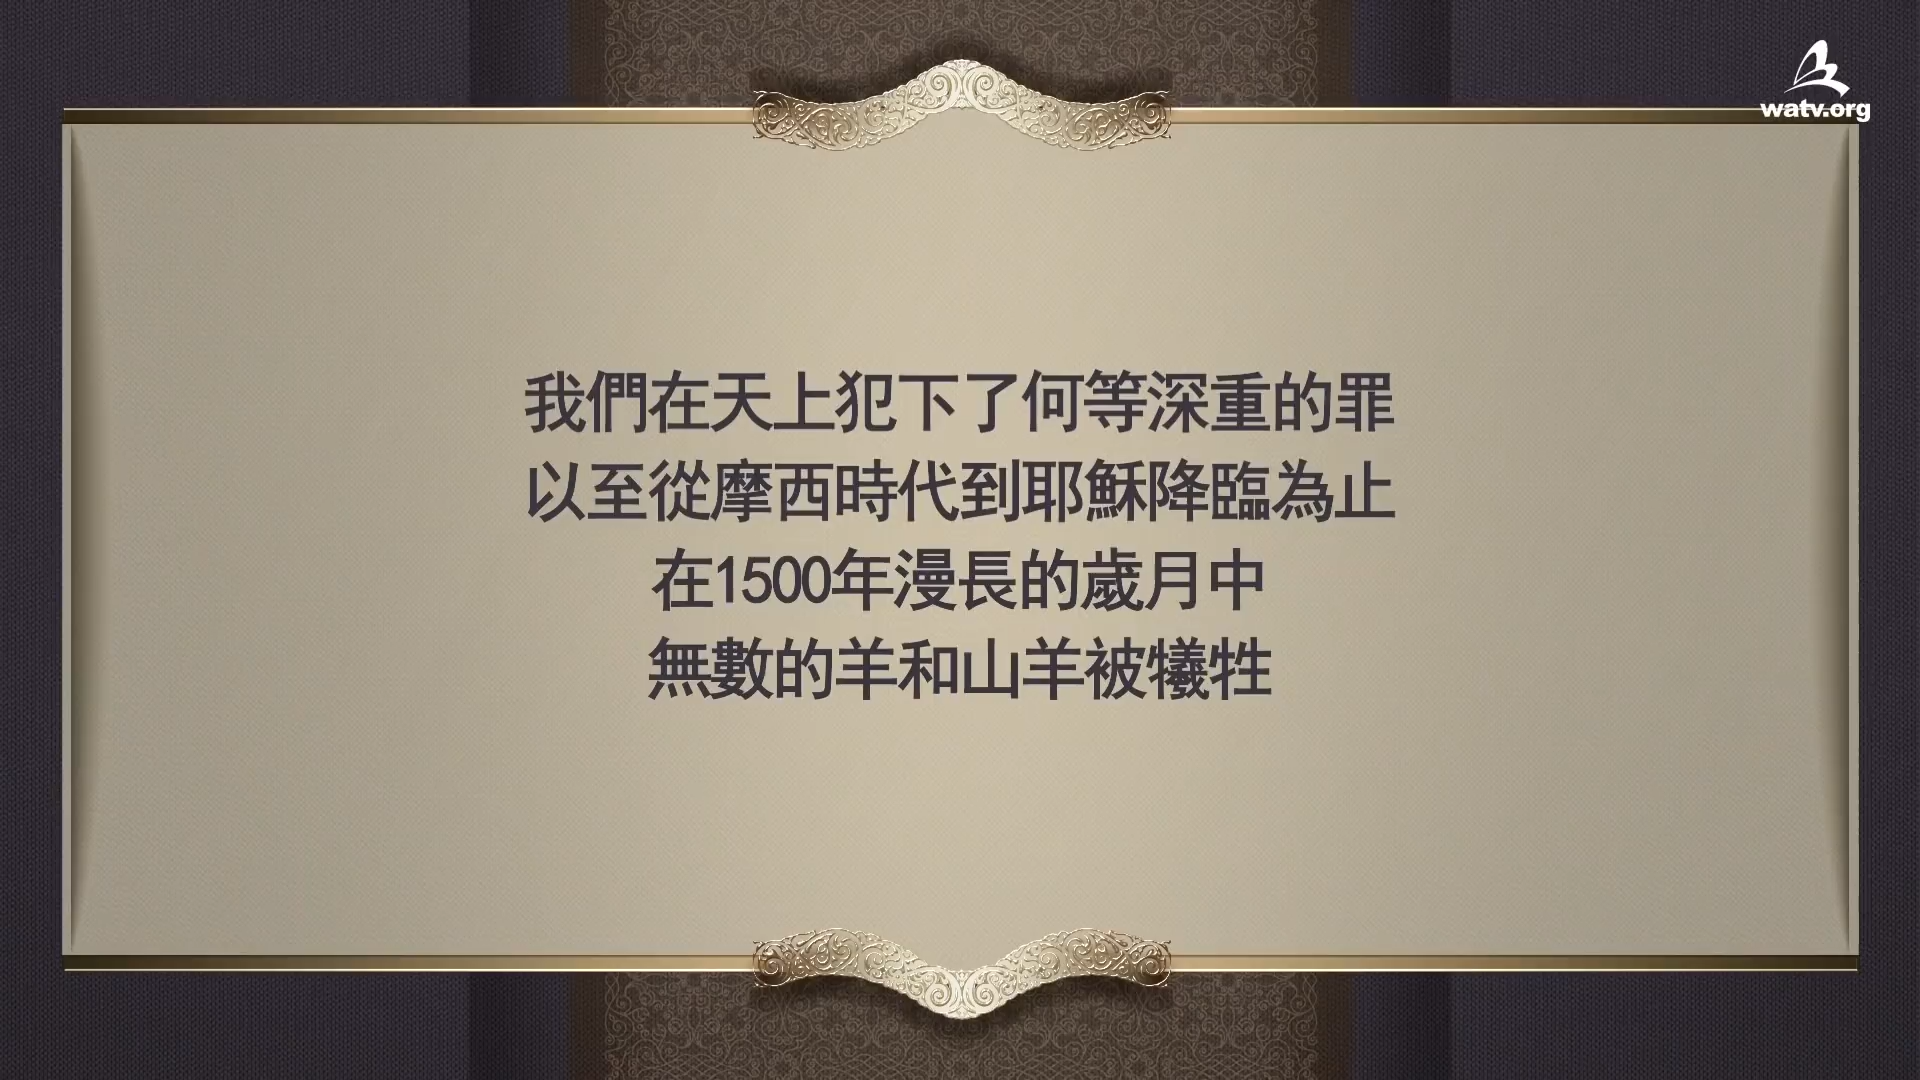 watv.org
我們在天上犯下了何等深重的罪
以至從摩西時代到耶穌降臨為止
在1500年漫長的歲月中
無數的羊和山羊被犧牲